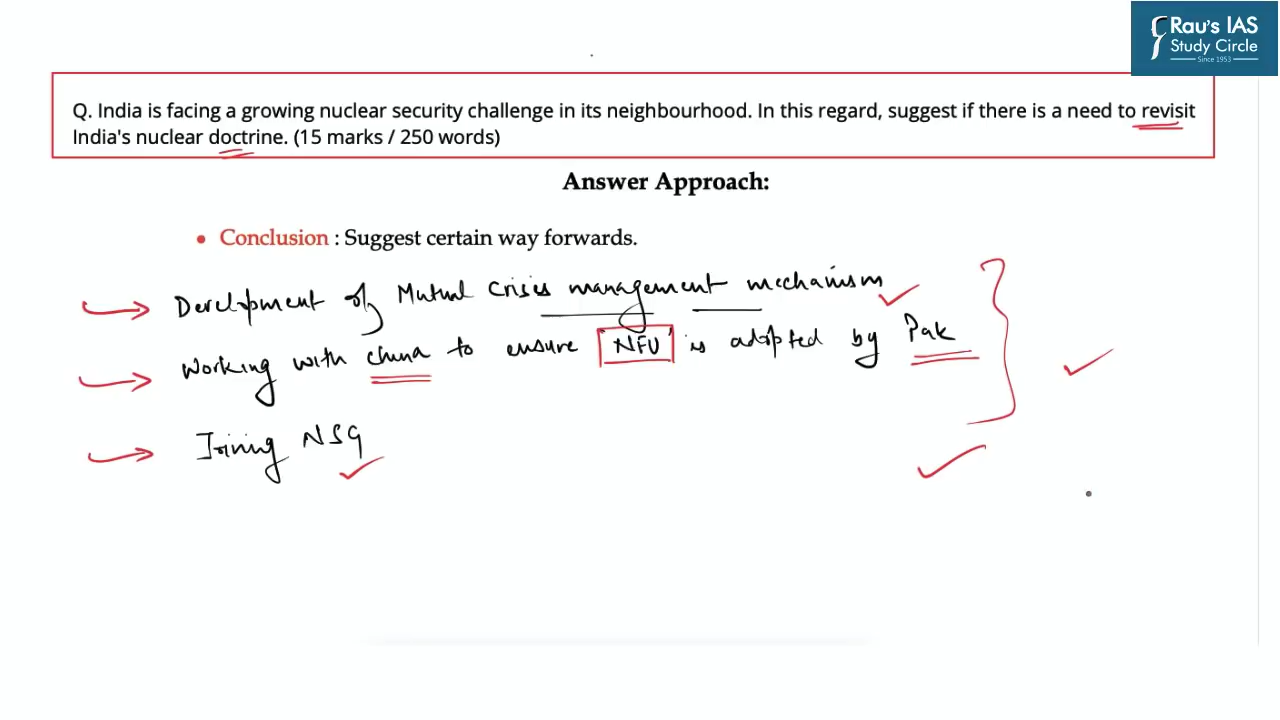 Rau's IAS
Study Circle
Since 1953
Q. India is facing a growing nuclear security challenge in its neighbourhood. In this regard, suggest if there is a need to revisit
India's nuclear doctrine. (15 marks / 250 words)
Answer Approach:
• Conclusion : Suggest certain way forwards.
Development of Mutual Crisis management mechanism
Working with China to ensure 'NFU' is adopted by Pak
Joining NSG